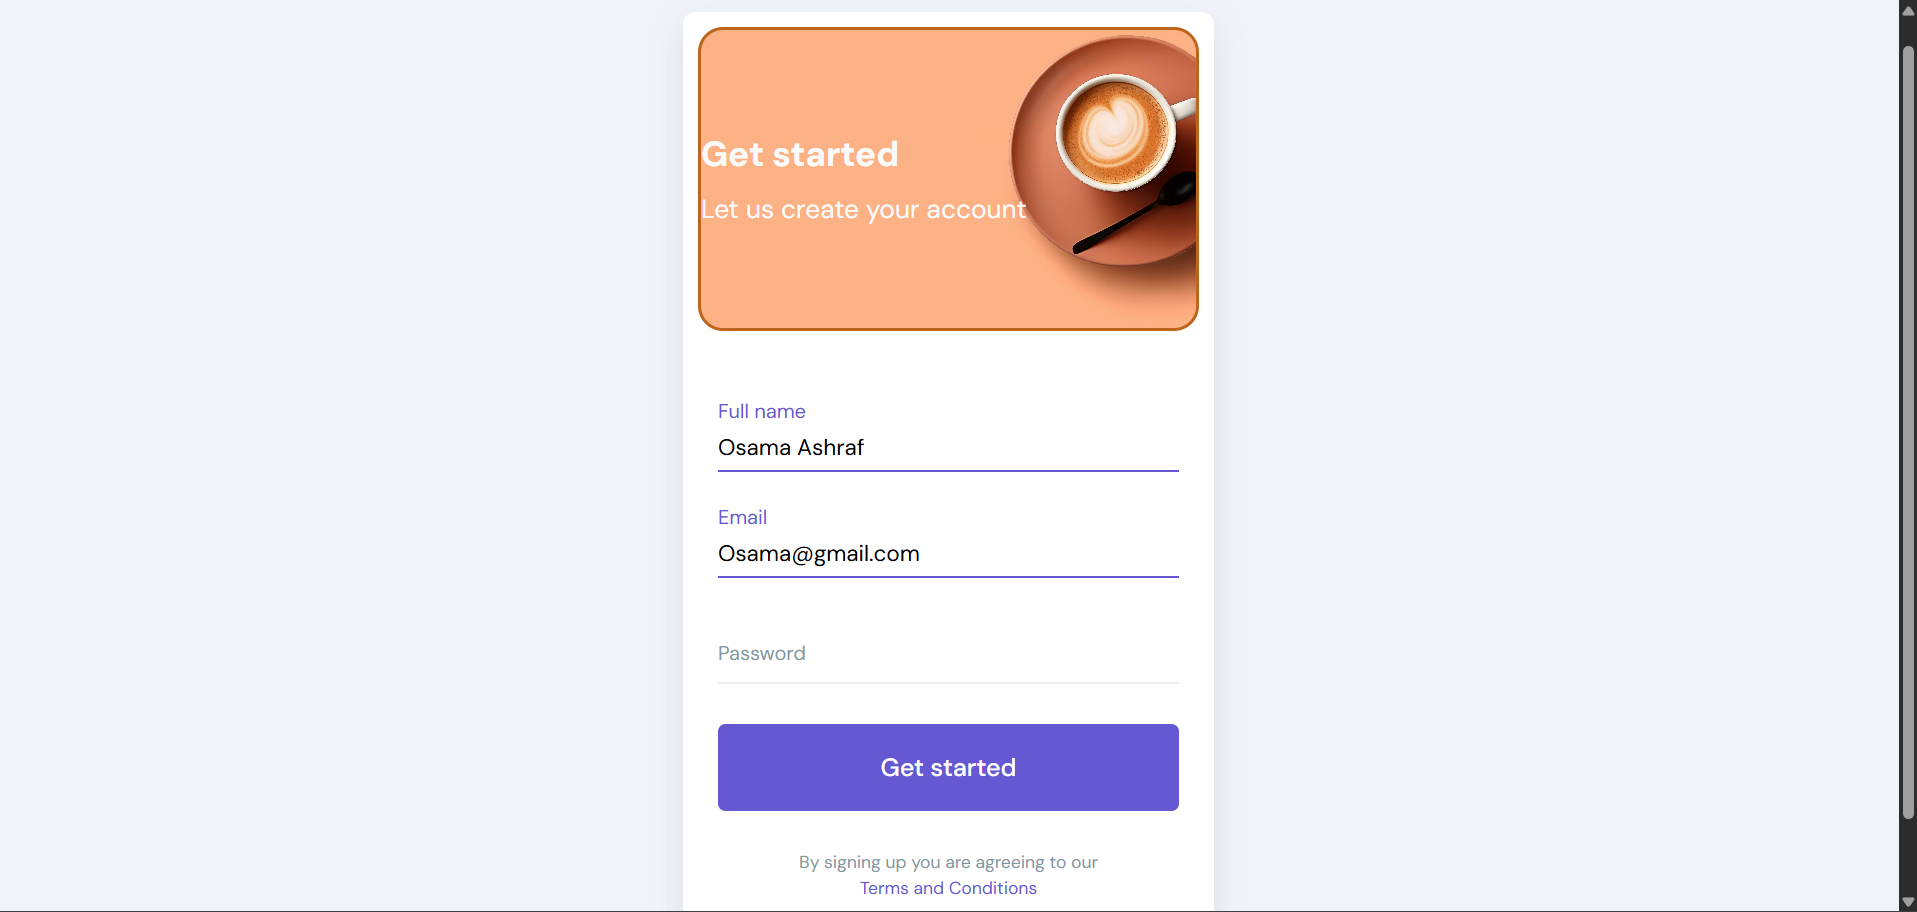 Get started
Let us create your account
Full name
Osama Ashraf
Email
Osama@gmail.com
Password
Get started
By signing up you are agreeing to our
Terms and Conditions